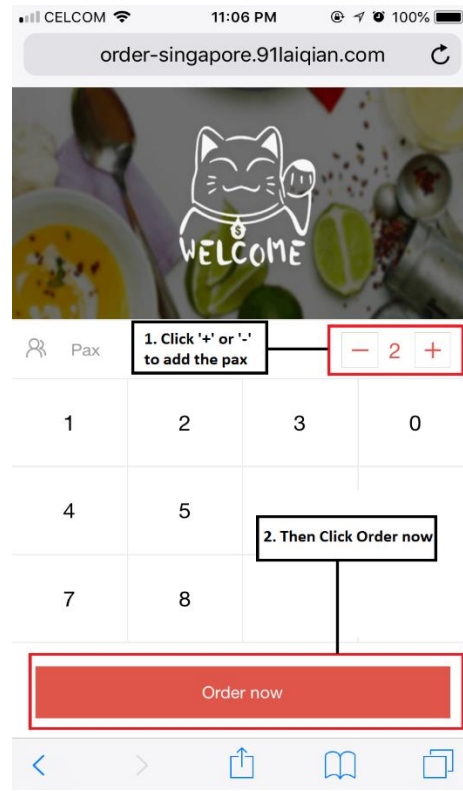 CELCOM 11:06 PM 100%
order-singapore.91laiqian.com
$
WELCOME
Pax
1. Click '+' or '-'
to add the pax
− 2 +
1 2 3 0
4 5
2. Then Click Order now
7 8
Order now